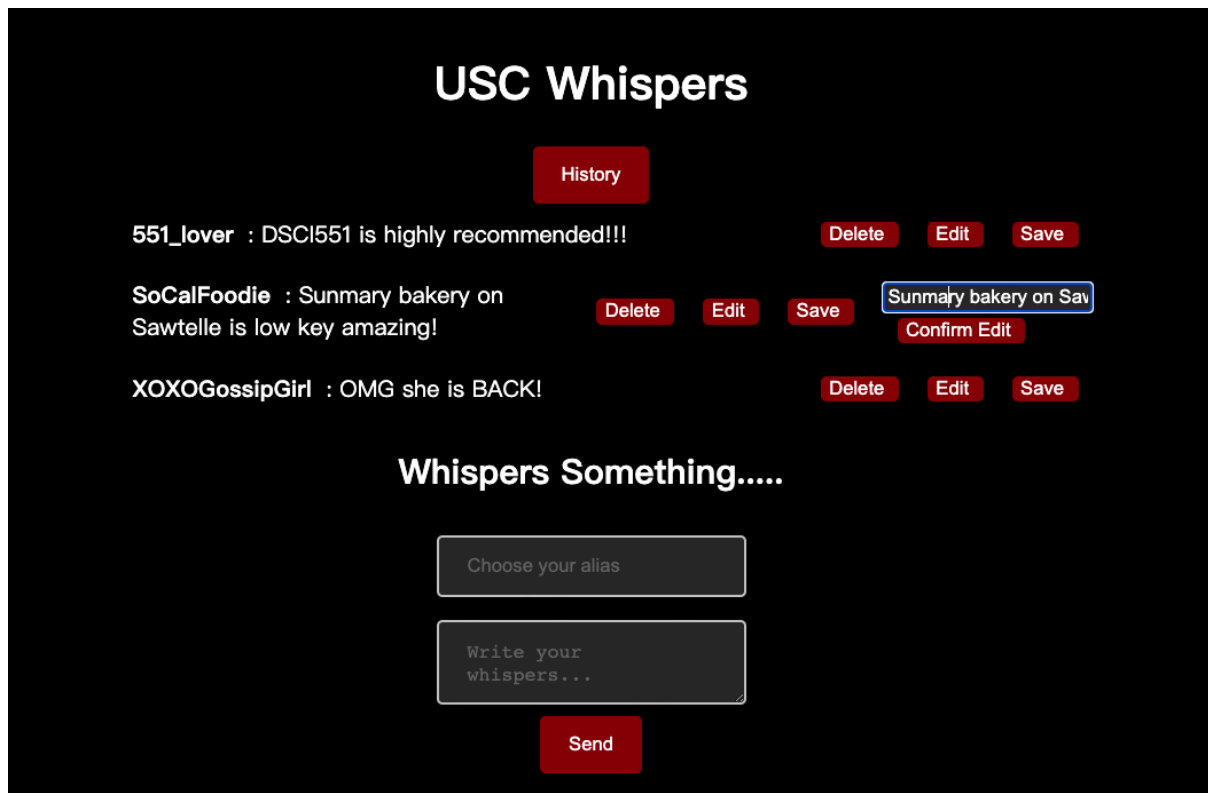 USC Whispers
History
551_lover : DSCI551 is highly recommended!!! Delete Edit Save
SoCalFoodie : Sunmary bakery on
Sawtelle is low key amazing! Delete Edit Save
Sunmary bakery on Saw
Confirm Edit
XOXOGossipGirl : OMG she is BACK! Delete Edit Save
Whispers Something.....
Choose your alias
Write your
whispers...
Send